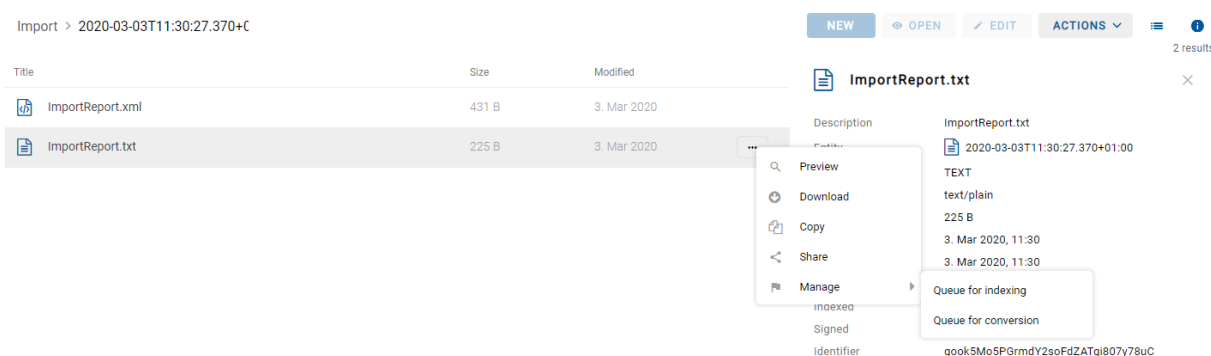 Import > 2020-03-03T11:30:27.370+0
NEW
OPEN
EDIT
ACTIONS
2 results
Title Size Modified
ImportReport.xml 431 B 3. Mar 2020
ImportReport.txt 225 B 3. Mar 2020
Preview
Download
Copy
Share
Manage
Queue for indexing
Queue for conversion
ImportReport.txt
Description ImportReport.txt
Entity 2020-03-03T11:30:27.370+01:00
TEXT
text/plain
225 B
3. Mar 2020, 11:30
3. Mar 2020, 11:30
Indexed
Signed
Identifier